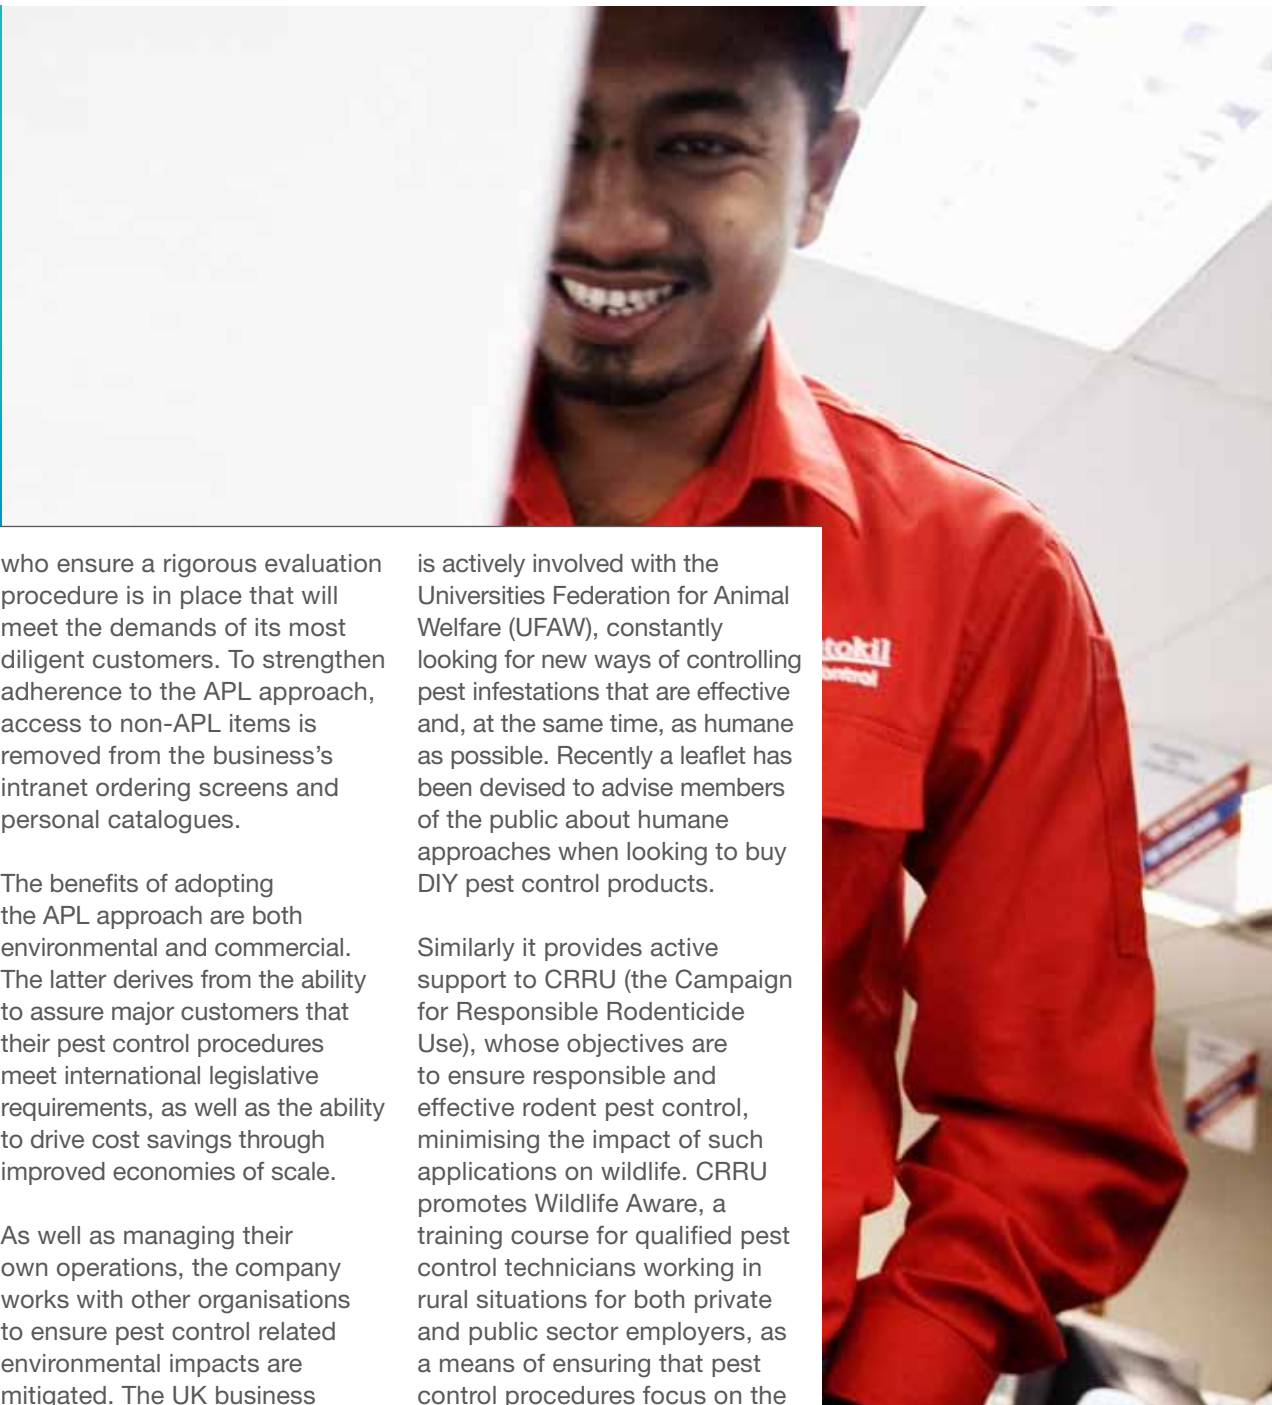 who ensure a rigorous evaluation
procedure is in place that will
meet the demands of its most
diligent customers. To strengthen
adherence to the APL approach,
access to non-APL items is
removed from the business’s
intranet ordering screens and
personal catalogues.
The benefits of adopting
the APL approach are both
environmental and commercial.
The latter derives from the ability
to assure major customers that
their pest control procedures
meet international legislative
requirements, as well as the ability
to drive cost savings through
improved economies of scale.
As well as managing their
own operations, the company
works with other organisations
to ensure pest control related
environmental impacts are
mitigated. The UK business
is actively involved with the
Universities Federation for Animal
Welfare (UFAW), constantly
looking for new ways of controlling
pest infestations that are effective
and, at the same time, as humane
as possible. Recently a leaflet has
been devised to advise members
of the public about humane
approaches when looking to buy
DIY pest control products.
Similarly it provides active
support to CRRU (the Campaign
for Responsible Rodenticide
Use), whose objectives are
to ensure responsible and
effective rodent pest control,
minimising the impact of such
applications on wildlife. CRRU
promotes Wildlife Aware, a
training course for qualified pest
control technicians working in
rural situations for both private
and public sector employers, as
a means of ensuring that pest
control procedures focus on the
tokil
ontrol